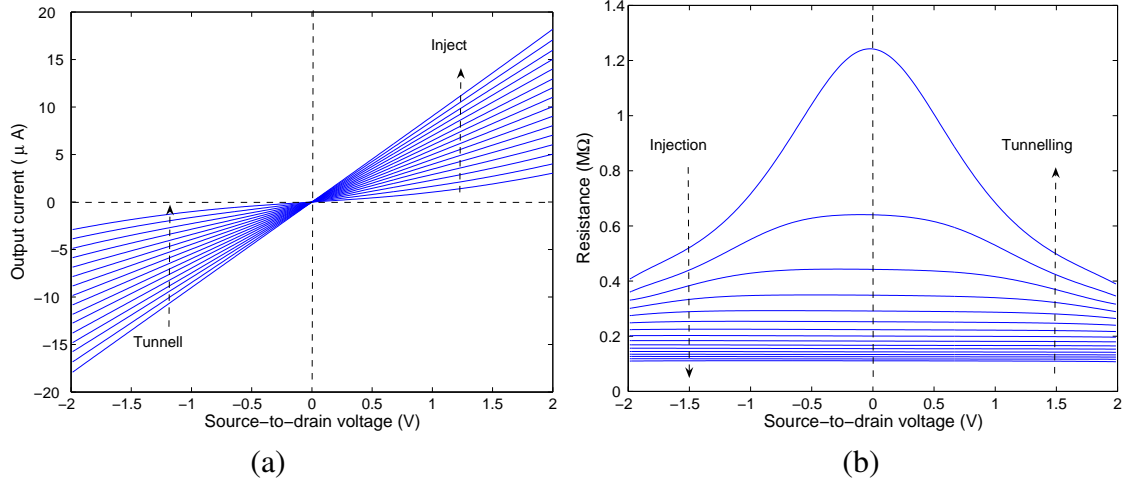 20
15
10
5
0
−5
−10
−15
−20
Output current ( μ A)
Inject
Tunnell
−2 −1.5 −1 −0.5 0 0.5 1 1.5 2
Source−to−drain voltage (V)
(a)
1.4
1.2
1
0.8
0.6
0.4
0.2
0
Resistance (MΩ)
Injection
Tunnelling
−2 −1.5 −1 −0.5 0 0.5 1 1.5 2
Source−to−drain voltage (V)
(b)